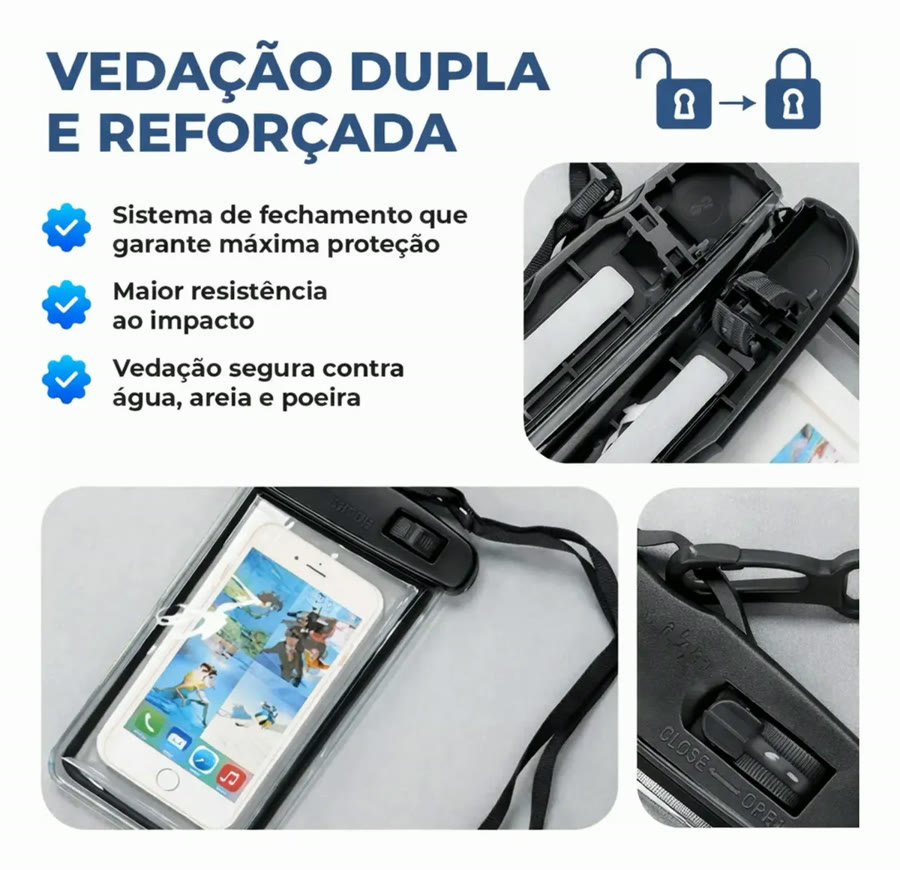 VEDAÇÃO DUPLA
E REFORÇADA
Sistema de fechamento que
garante máxima proteção
Maior resistência
ao impacto
Vedação segura contra
água, areia e poeira
CLOSE
OPEN